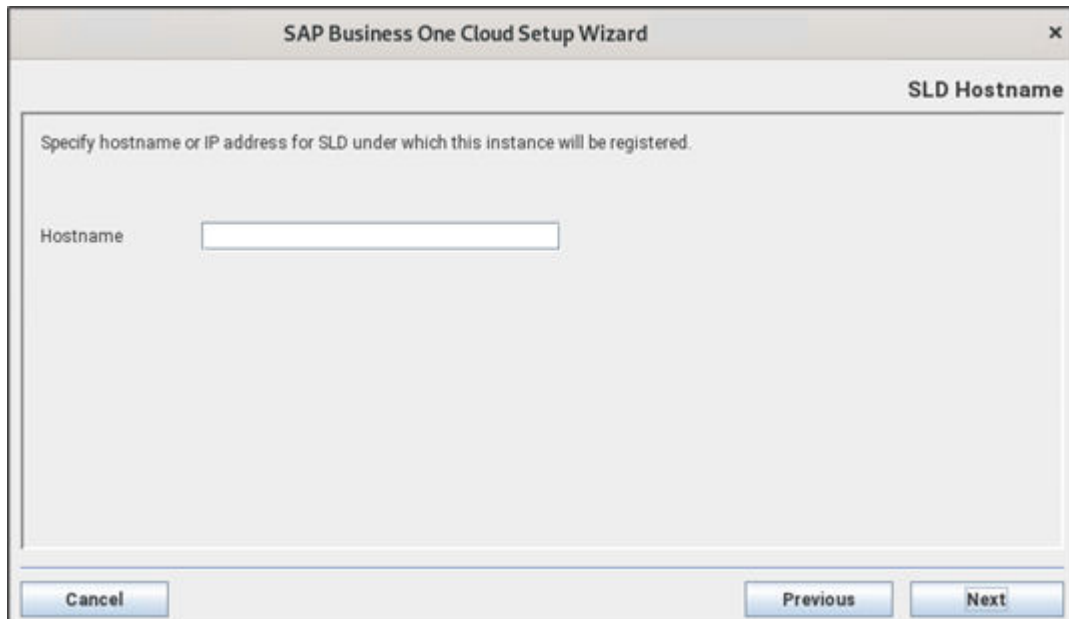 SAP Business One Cloud Setup Wizard
×
SLD Hostname
Specify hostname or IP address for SLD under which this instance will be registered.
Hostname
Cancel
Previous
Next